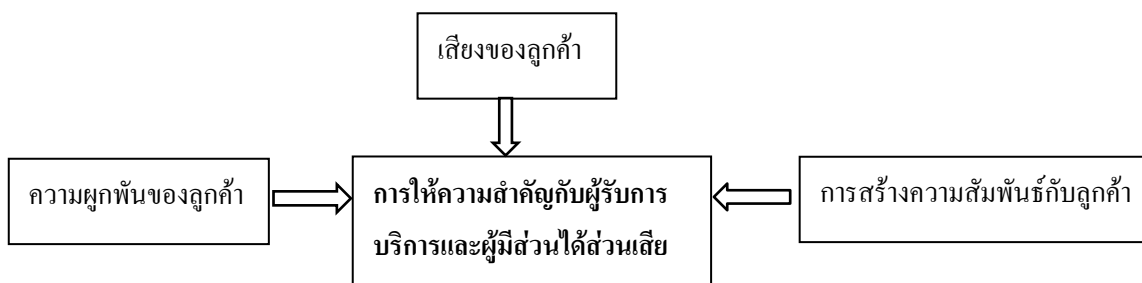 เสียงของลูกค้า
ความผูกพันของลูกค้า
การให้ความสำคัญกับผู้รับการ
บริการและผู้มีส่วนได้ส่วนเสีย
การสร้างความสัมพันธ์กับลูกค้า